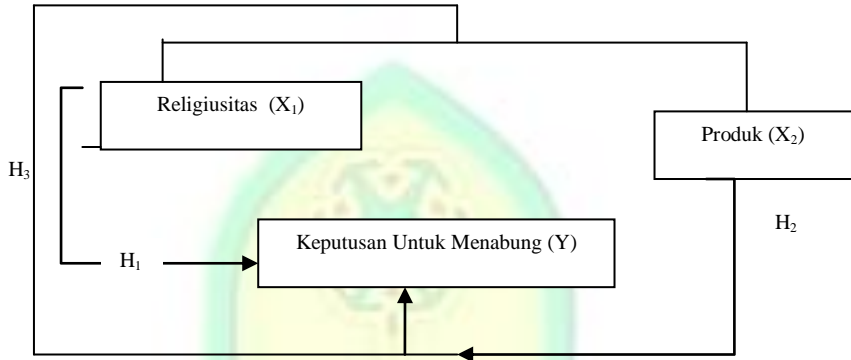 Religiusitas (X₁)
Produk (X₂)
H₃
H₂
Keputusan Untuk Menabung (Y)
H₁